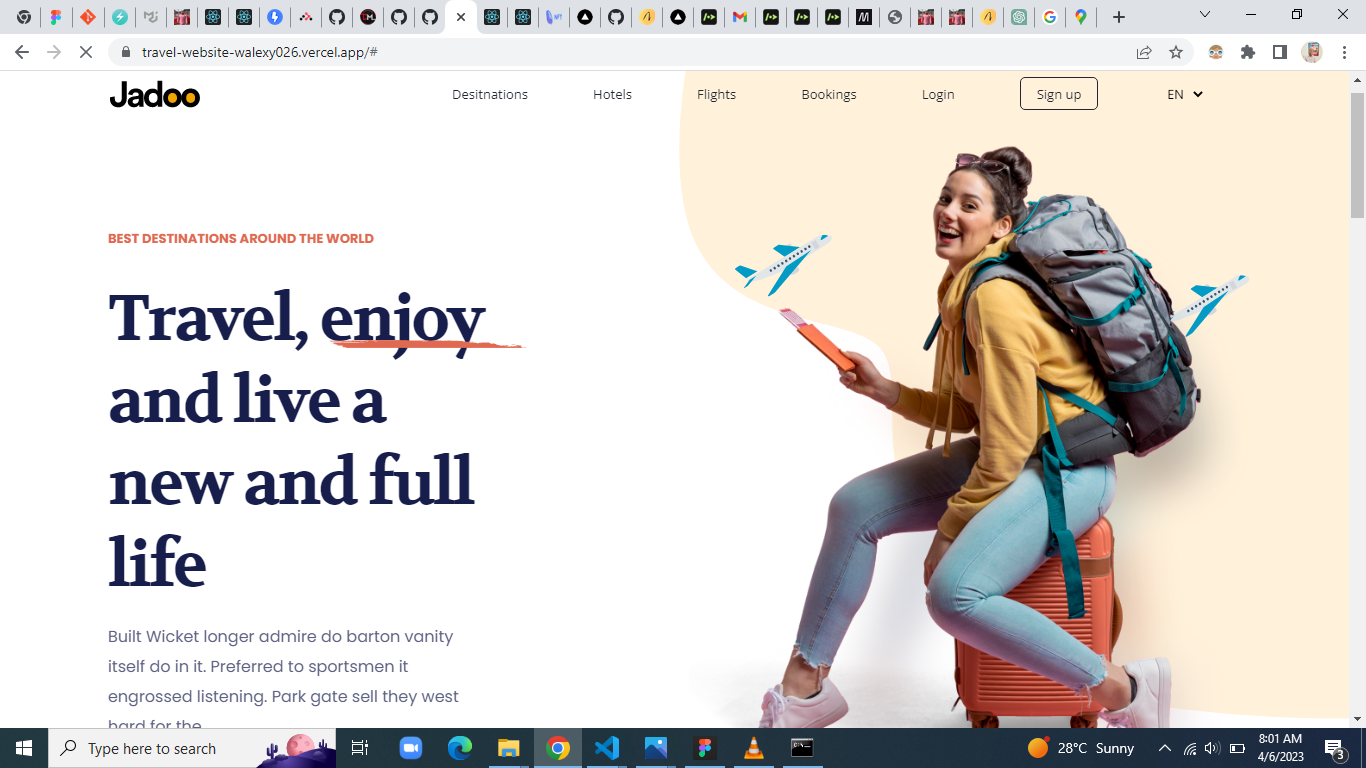 travel-website-walexy026.vercel.app/#
Jadoo
Desitnations
Hotels
Flights
Bookings
Login
Sign up
EN
BEST DESTINATIONS AROUND THE WORLD
Travel, enjoy
and live a
new and full
life
Built Wicket longer admire do barton vanity
itself do in it. Preferred to sportsmen it
engrossed listening. Park gate sell they west
hard for the
Type here to search
28°C Sunny
8:01 AM
4/6/2023
3